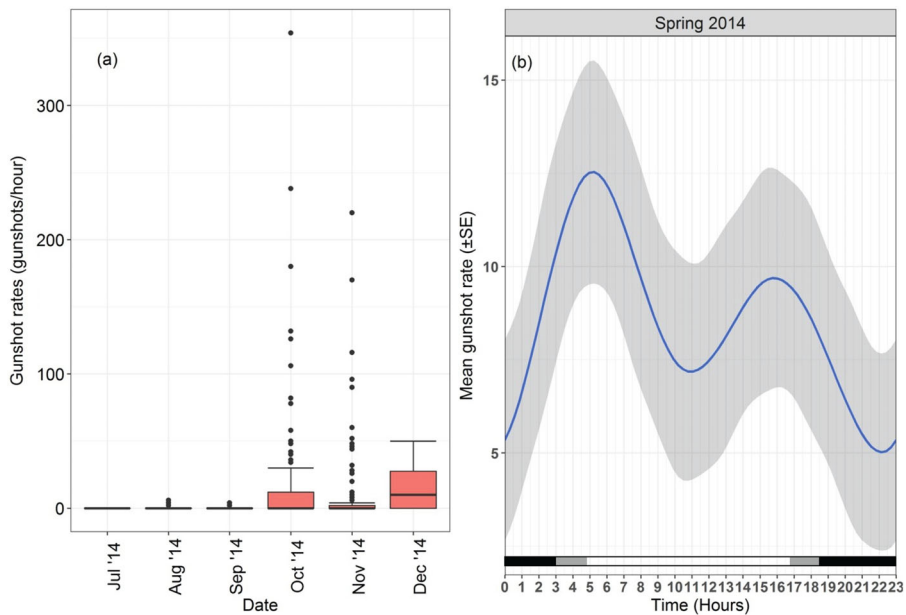 (a)
Gunshot rates (gunshots/hour)
300
200
100
0
Jul '14
Aug '14
Sep '14
Oct '14
Nov '14
Dec '14
Date
Spring 2014
(b)
Mean gunshot rate (±SE)
15
10
5
0 1 2 3 4 5 6 7 8 9 10 11 12 13 14 15 16 17 18 19 20 21 22 23
Time (Hours)